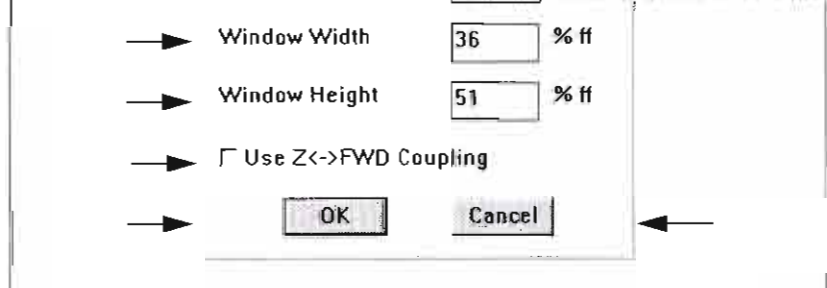 Window Width 36 % ff
Window Height 51 % ff
Use Z<->FWD Coupling
OK Cancel